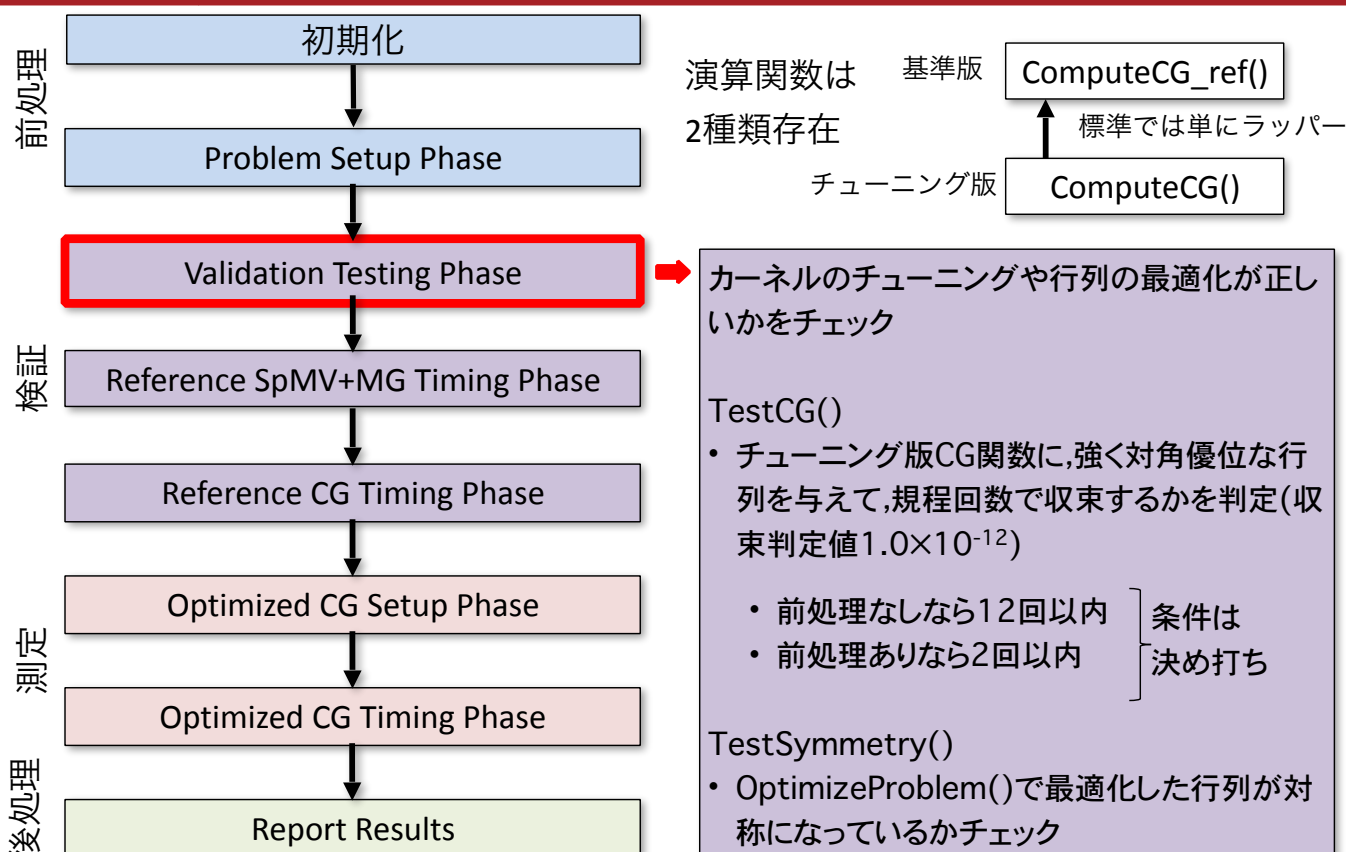 前処理
初期化
Problem Setup Phase
演算関数は
2種類存在
基準版
ComputeCG_ref()
標準では単にラッパー
チューニング版
ComputeCG()
検証
Validation Testing Phase
Reference SpMV+MG Timing Phase
Reference CG Timing Phase
測定
Optimized CG Setup Phase
Optimized CG Timing Phase
後処理
Report Results
カーネルのチューニングや行列の最適化が正し
いかをチェック
TestCG()
• チューニング版CG関数に,強く対角優位な行
列を与えて,規程回数で収束するかを判定(収
束判定値1.0×10-12)
• 前処理なしなら12回以内
• 前処理ありなら2回以内
条件は
決め打ち
TestSymmetry()
• OptimizeProblem()で最適化した行列が対
称になっているかチェック